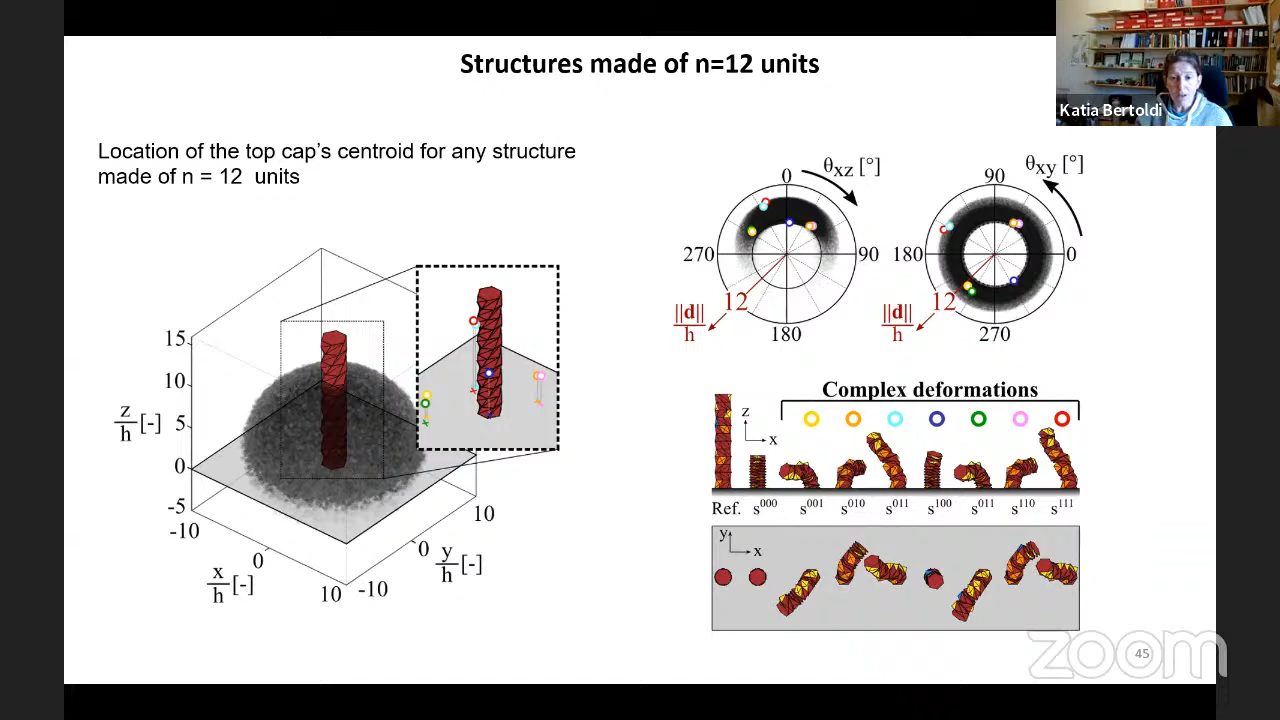 Structures made of n=12 units
Katia Bertoldi
Location of the top cap's centroid for any structure
made of n = 12 units
15
10
5
0
-5
z/h [-]
-10
0
10
x/h [-]
-10
0
10
y/h [-]
0
θxz [°]
270
90
180
12
||d||/h
90
θxy [°]
180
0
270
12
||d||/h
Complex deformations
z
x
Ref. s000 s001 s010 s011 s100 s011 s110 s111
y
x
zoom
45